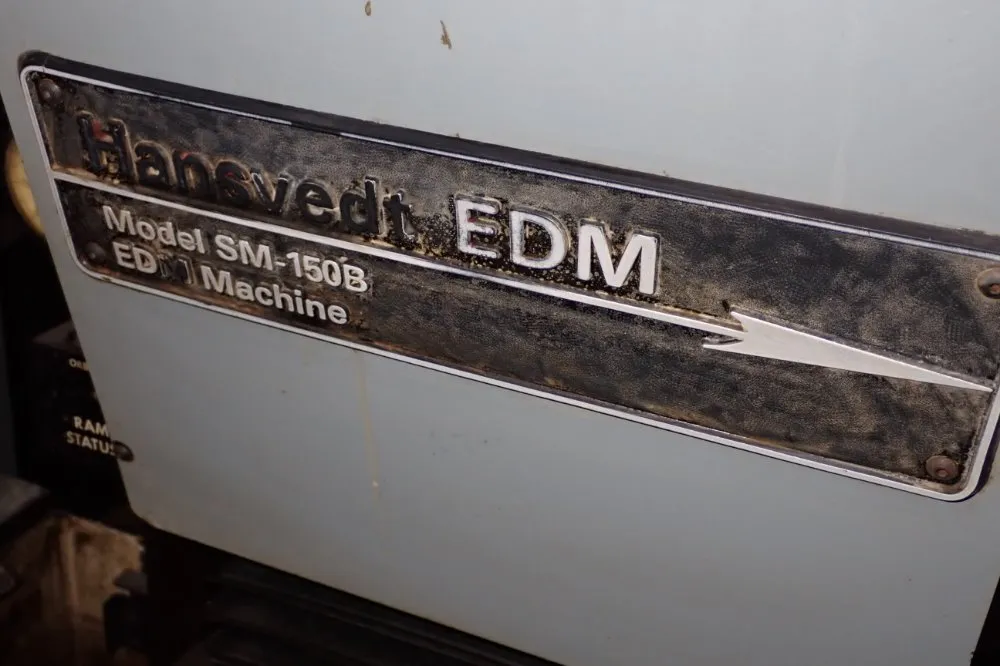 Hansvedt EDM
Model SM-150B
EDM Machine
RAM
STATUS